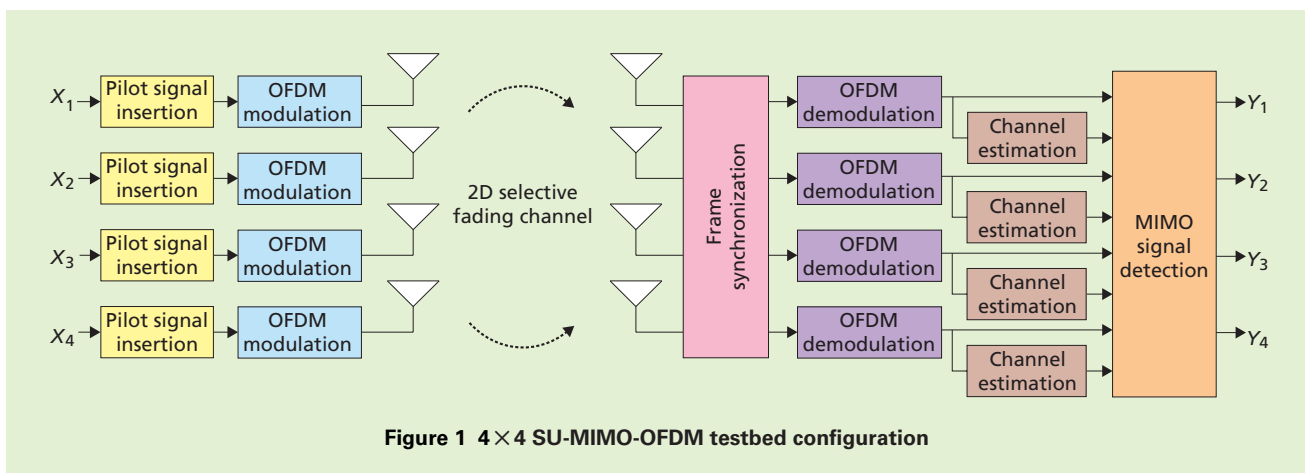 X1
Pilot signal
insertion
OFDM
modulation
X2
Pilot signal
insertion
OFDM
modulation
X3
Pilot signal
insertion
OFDM
modulation
X4
Pilot signal
insertion
OFDM
modulation
2D selective
fading channel
Frame
synchronization
OFDM
demodulation
Channel
estimation
OFDM
demodulation
Channel
estimation
OFDM
demodulation
Channel
estimation
OFDM
demodulation
Channel
estimation
MIMO
signal
detection
Y1
Y2
Y3
Y4
Figure 1 4×4 SU-MIMO-OFDM testbed configuration